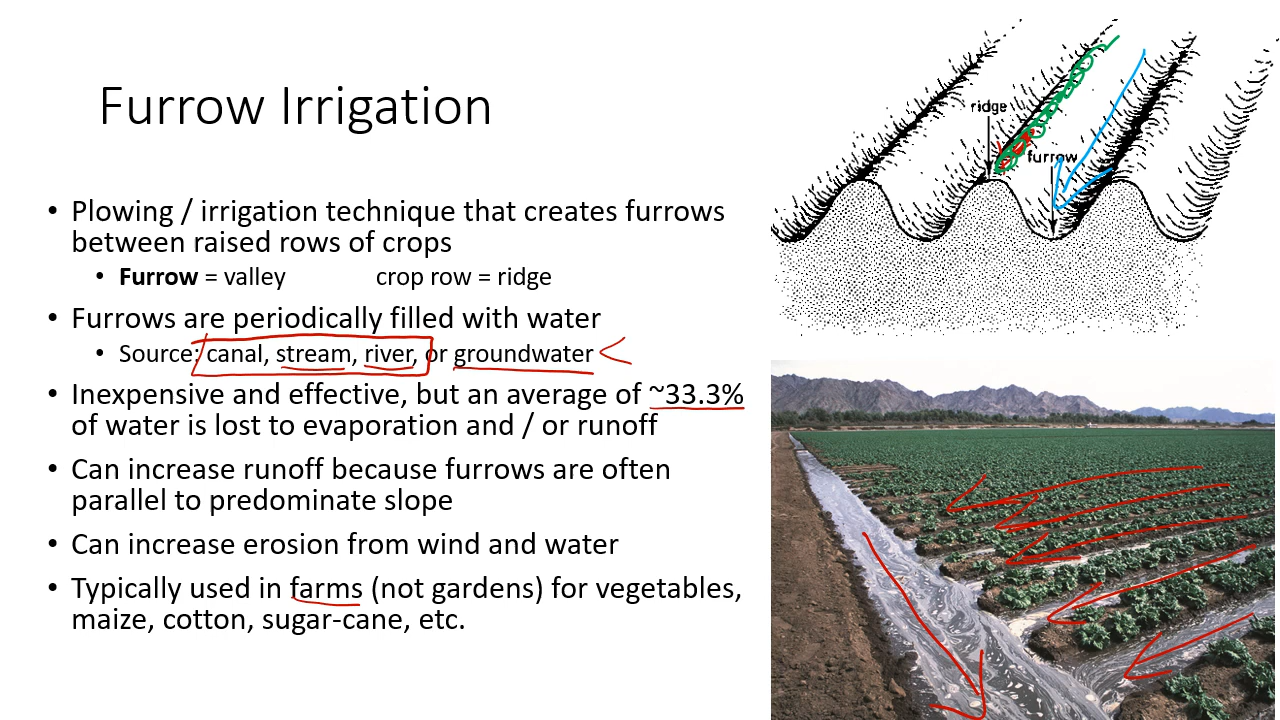 Furrow Irrigation
• Plowing / irrigation technique that creates furrows
between raised rows of crops
• Furrow = valley crop row = ridge
• Furrows are periodically filled with water
• Source: canal, stream, river, or groundwater
• Inexpensive and effective, but an average of ~33.3%
of water is lost to evaporation and / or runoff
• Can increase runoff because furrows are often
parallel to predominate slope
• Can increase erosion from wind and water
• Typically used in farms (not gardens) for vegetables,
maize, cotton, sugar-cane, etc.
ridge
furrow